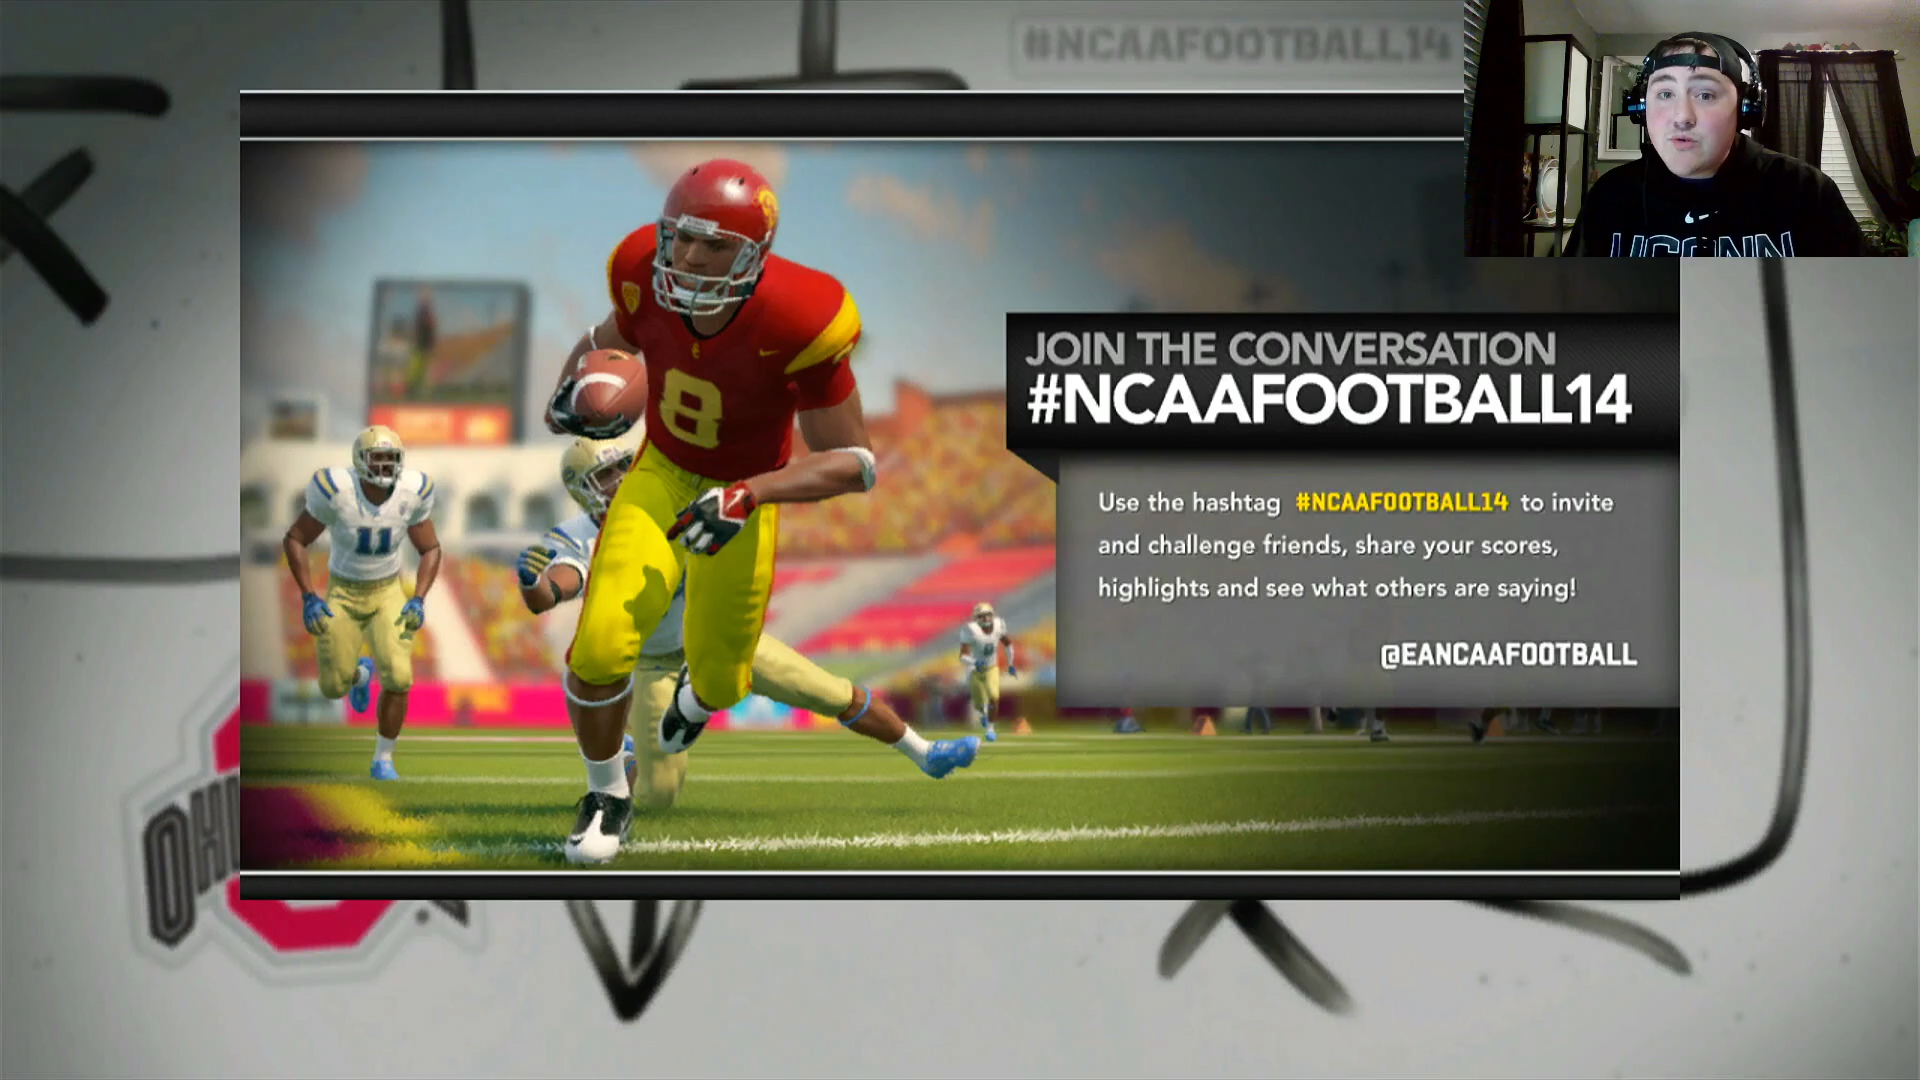 #NCAAFOOTBALL14
UCONN
JOIN THE CONVERSATION
#NCAAFOOTBALL14
8
11
Use the hashtag #NCAAFOOTBALL14 to invite
and challenge friends, share your scores,
highlights and see what others are saying!
@EANCAAFOOTBALL
OH